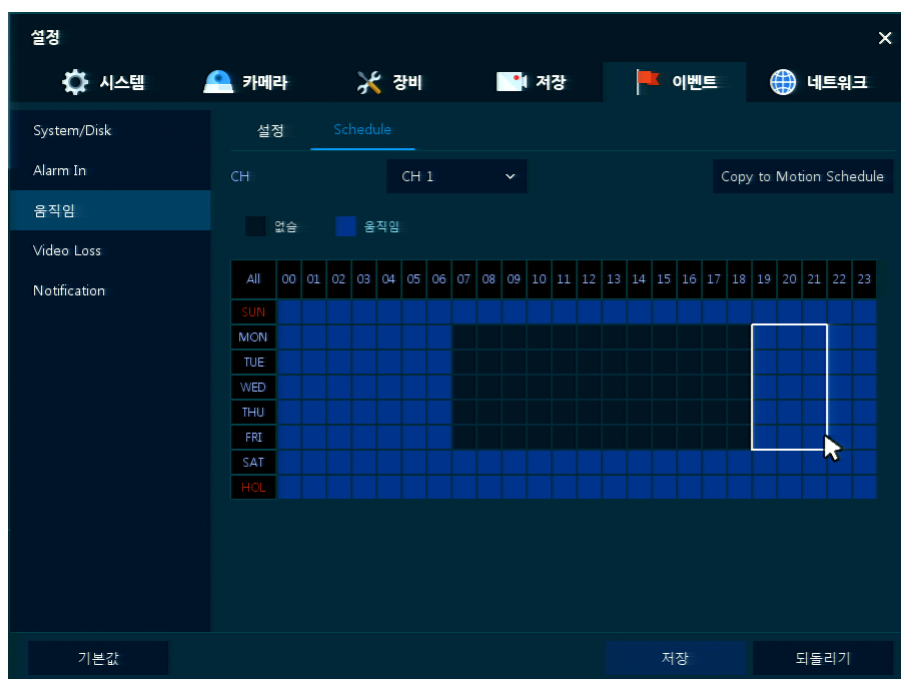 설정
시스템 카메라 장비 저장 이벤트 네트워크
System/Disk
Alarm In
움직임
Video Loss
Notification
설정 Schedule
CH CH 1 Copy to Motion Schedule
없슴 움직임
All 00 01 02 03 04 05 06 07 08 09 10 11 12 13 14 15 16 17 18 19 20 21 22 23
SUN
MON
TUE
WED
THU
FRI
SAT
HOL
기본값 저장 되돌리기